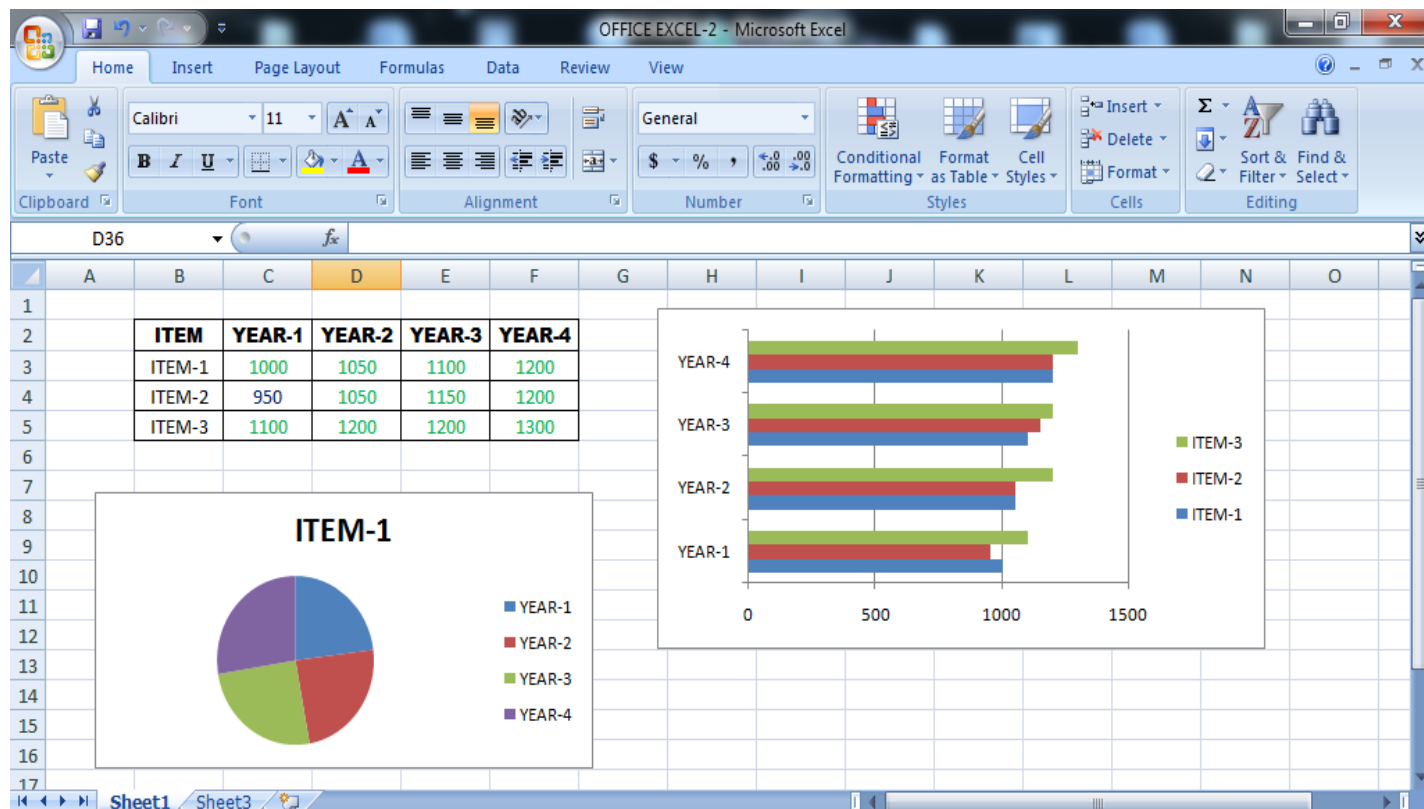 OFFICE EXCEL-2 - Microsoft Excel
Home Insert Page Layout Formulas Data Review View
Calibri 11 A A General Insert Σ
Paste B I U A $ % , .0 .00 .00 .0 Conditional Formatting Format as Table Cell Styles Delete Sort & Filter Find & Select
Format
Clipboard Font Alignment Number Styles Cells Editing
D36 fx
A B C D E F G H I J K L M N O
1
2 ITEM YEAR-1 YEAR-2 YEAR-3 YEAR-4
3 ITEM-1 1000 1050 1100 1200
4 ITEM-2 950 1050 1150 1200
5 ITEM-3 1100 1200 1200 1300
6
7
8
9
10
11
12
13
14
15
16
17
ITEM-1
YEAR-1
YEAR-2
YEAR-3
YEAR-4
YEAR-4
YEAR-3
YEAR-2
YEAR-1
0 500 1000 1500
ITEM-3
ITEM-2
ITEM-1
Sheet1 Sheet3